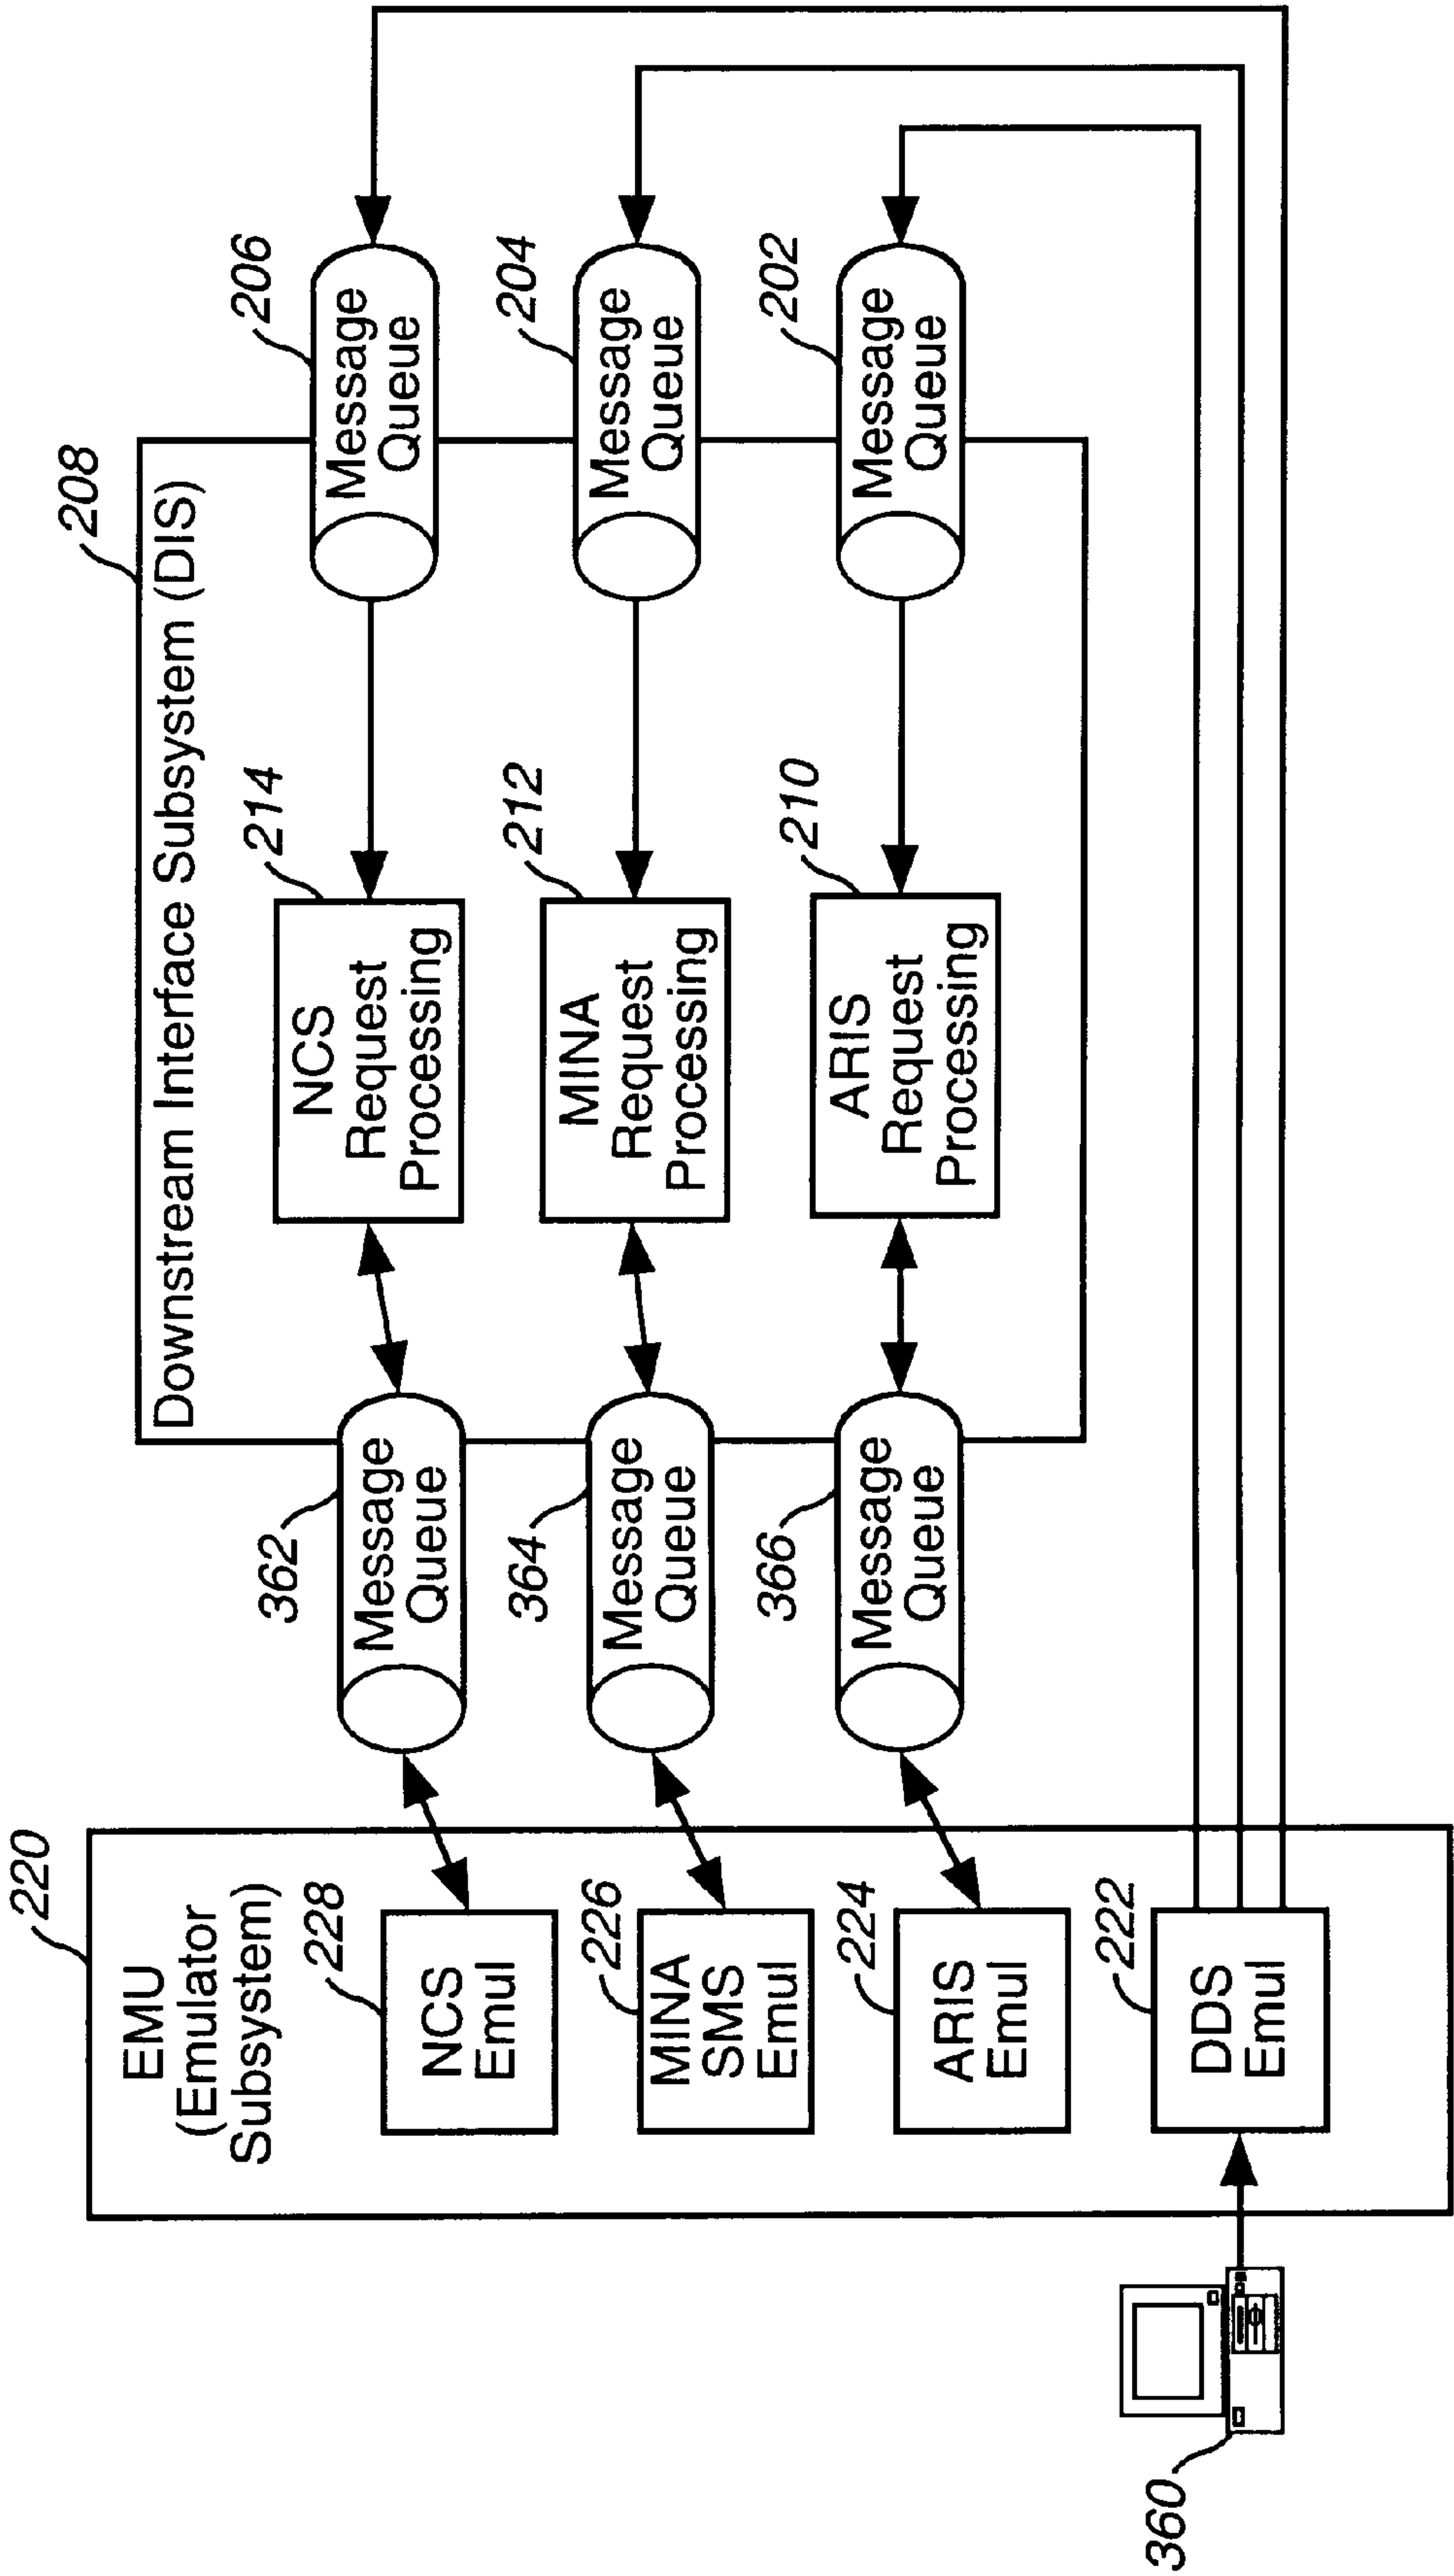 220
EMU
(Emulator
Subsystem)
228
NCS
Emul
226
MINA
SMS
Emul
224
ARIS
Emul
222
DDS
Emul
360
208
Downstream Interface Subsystem (DIS)
362
Message
Queue
364
Message
Queue
366
Message
Queue
214
NCS
Request
Processing
212
MINA
Request
Processing
210
ARIS
Request
Processing
206
Message
Queue
204
Message
Queue
202
Message
Queue